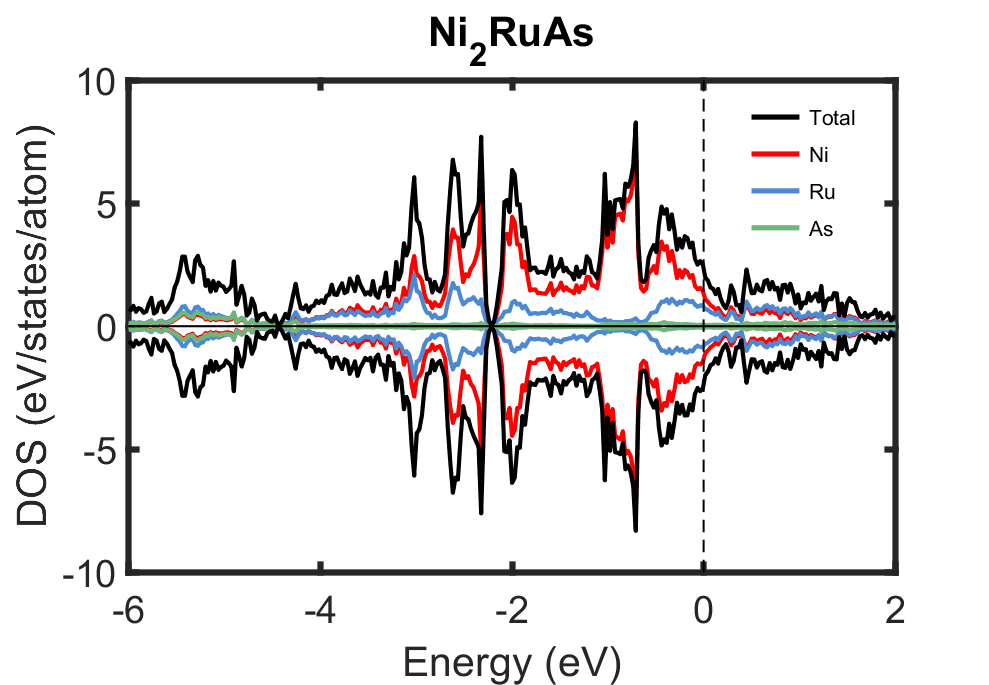 Ni2RuAs
DOS (eV/states/atom)
10
5
0
-5
-10
Total
Ni
Ru
As
-6
-4
-2
0
2
Energy (eV)